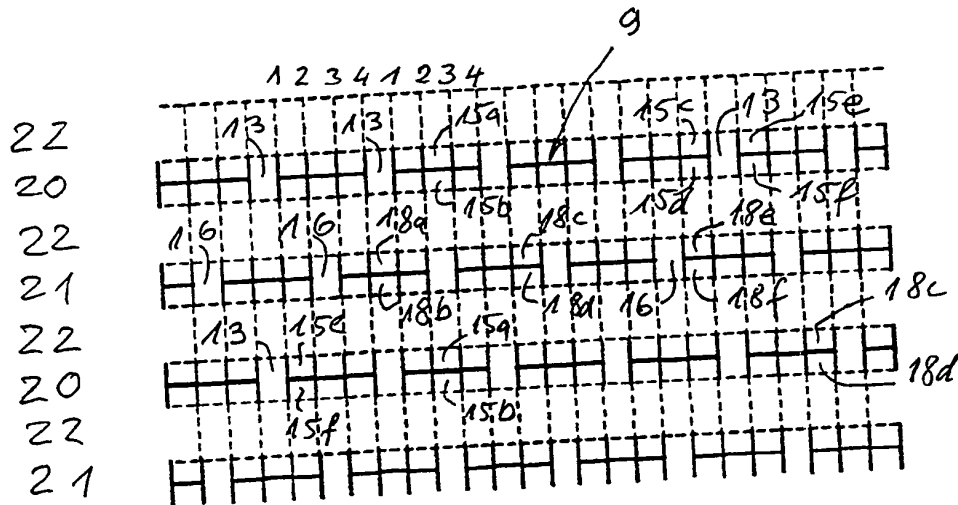 9
1 2 3 4 1 2 3 4
22 13 13 15a 15c 13 15e
20 15b 15d 15f
22 16 16 18a 18c 18e
21 18b 18d 16 18f
22 13 15e 15a 18c
20 15f 15b 18d
22
21